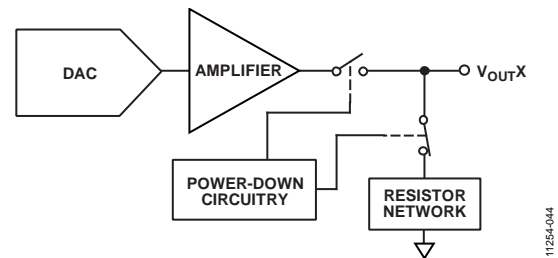 DAC
AMPLIFIER
VOUTX
POWER-DOWN
CIRCUITRY
RESISTOR
NETWORK
11254-044